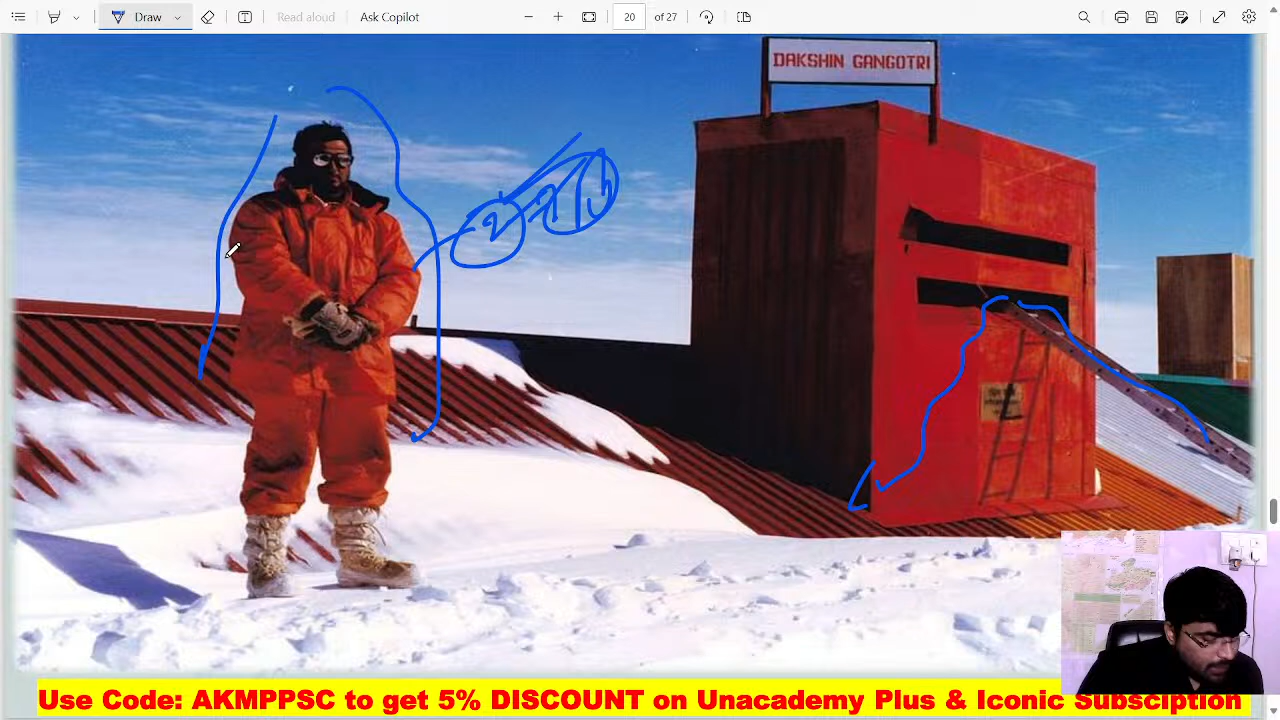 Draw
Read aloud
Ask Copilot
20
of 27
DAKSHIN GANGOTRI
Use Code: AKMPPSC to get 5% DISCOUNT on Unacademy Plus & Iconic Subsciption